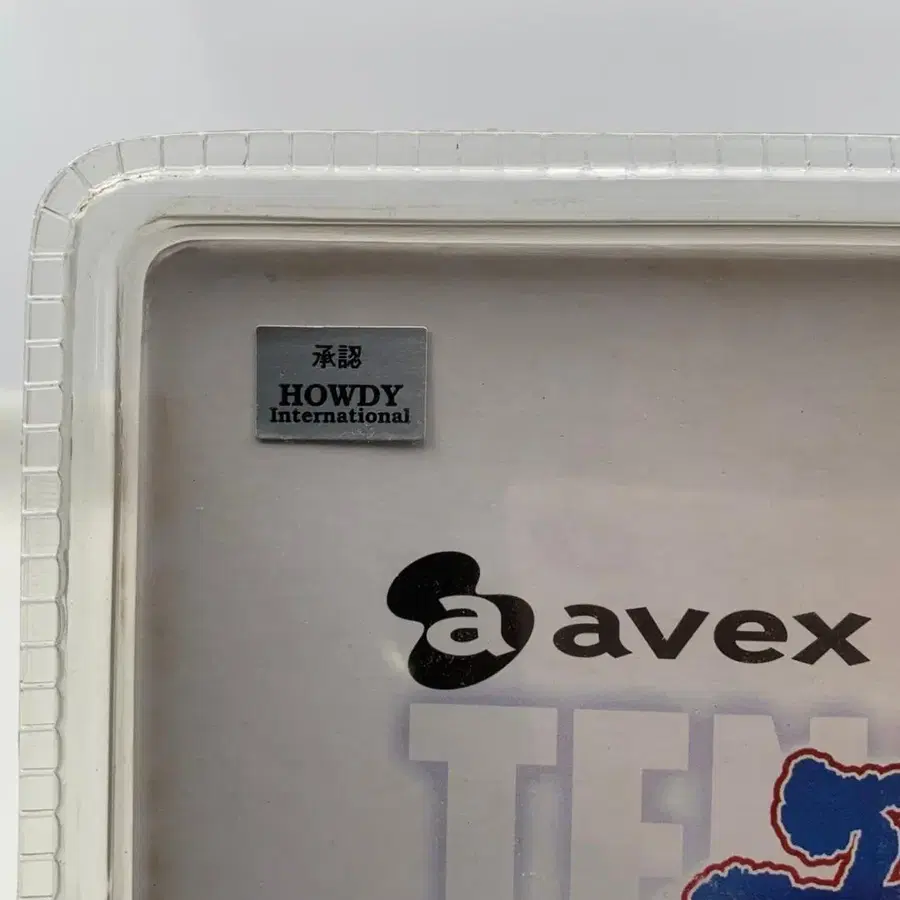 承認
HOWDY
International
a avex